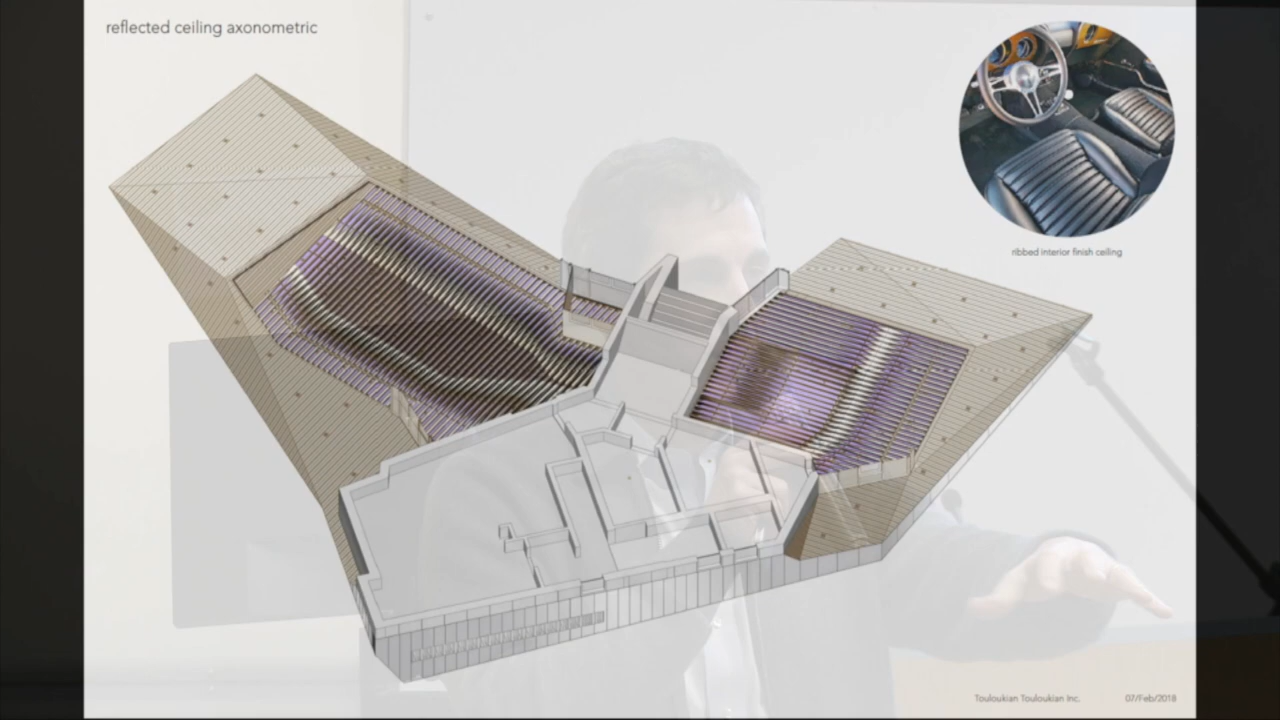 reflected ceiling axonometric
ribbed interior finish ceiling
Touloukian Touloukian Inc. 07/Feb/2018